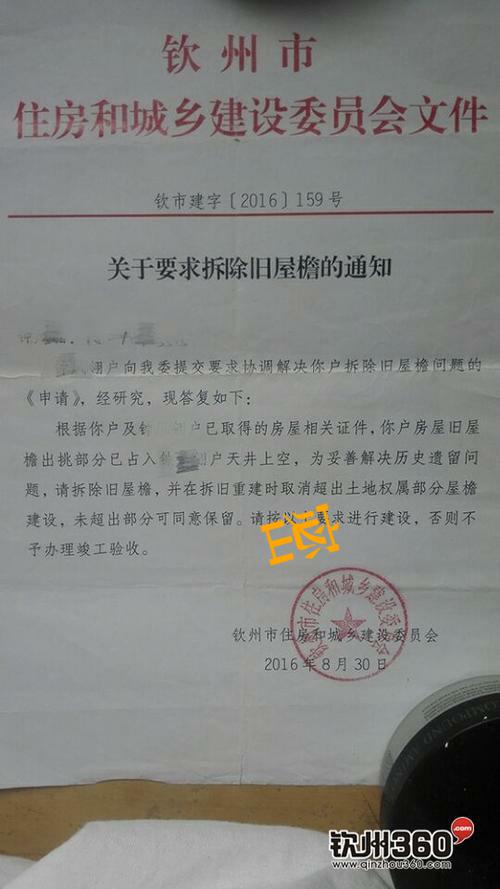 钦州市
住房和城乡建设委员会文件
钦市建字〔2016〕159号
关于要求拆除旧屋檐的通知
翊户向我委提交要求协调解决你户拆除旧屋檐问题的
《申请》，经研究，现答复如下：
根据你户及钟 户已取得的房屋相关证件，你户房屋旧屋
檐出挑部分已占入 户天井上空，为妥善解决历史遗留问
题，请拆除旧屋檐，并在拆旧重建时取消超出土地权属部分屋檐
建设，未超出部分可同意保留。请按以上要求进行建设，否则不
予办理竣工验收。
钦州市住房和城乡建设委员会
钦州市住房和城乡建设委员会
2016年8月30日
COMPOUND
钦州360.com
www.qinzhou360.com